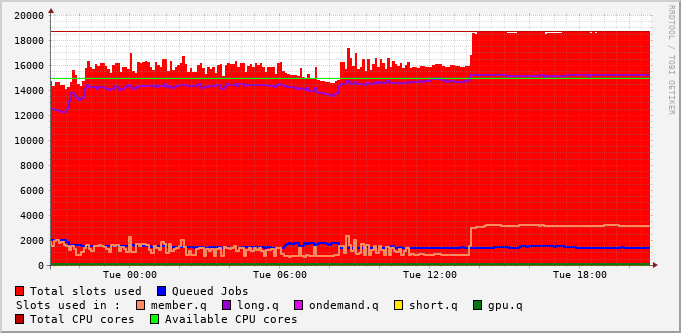 20000
18000
16000
14000
12000
10000
8000
6000
4000
2000
0
Tue 00:00 Tue 06:00 Tue 12:00 Tue 18:00
Total slots used Queued Jobs
Slots used in : member.q long.q ondemand.q short.q gpu.q
Total CPU cores Available CPU cores
RRDTOOL / TOBI OETIKER